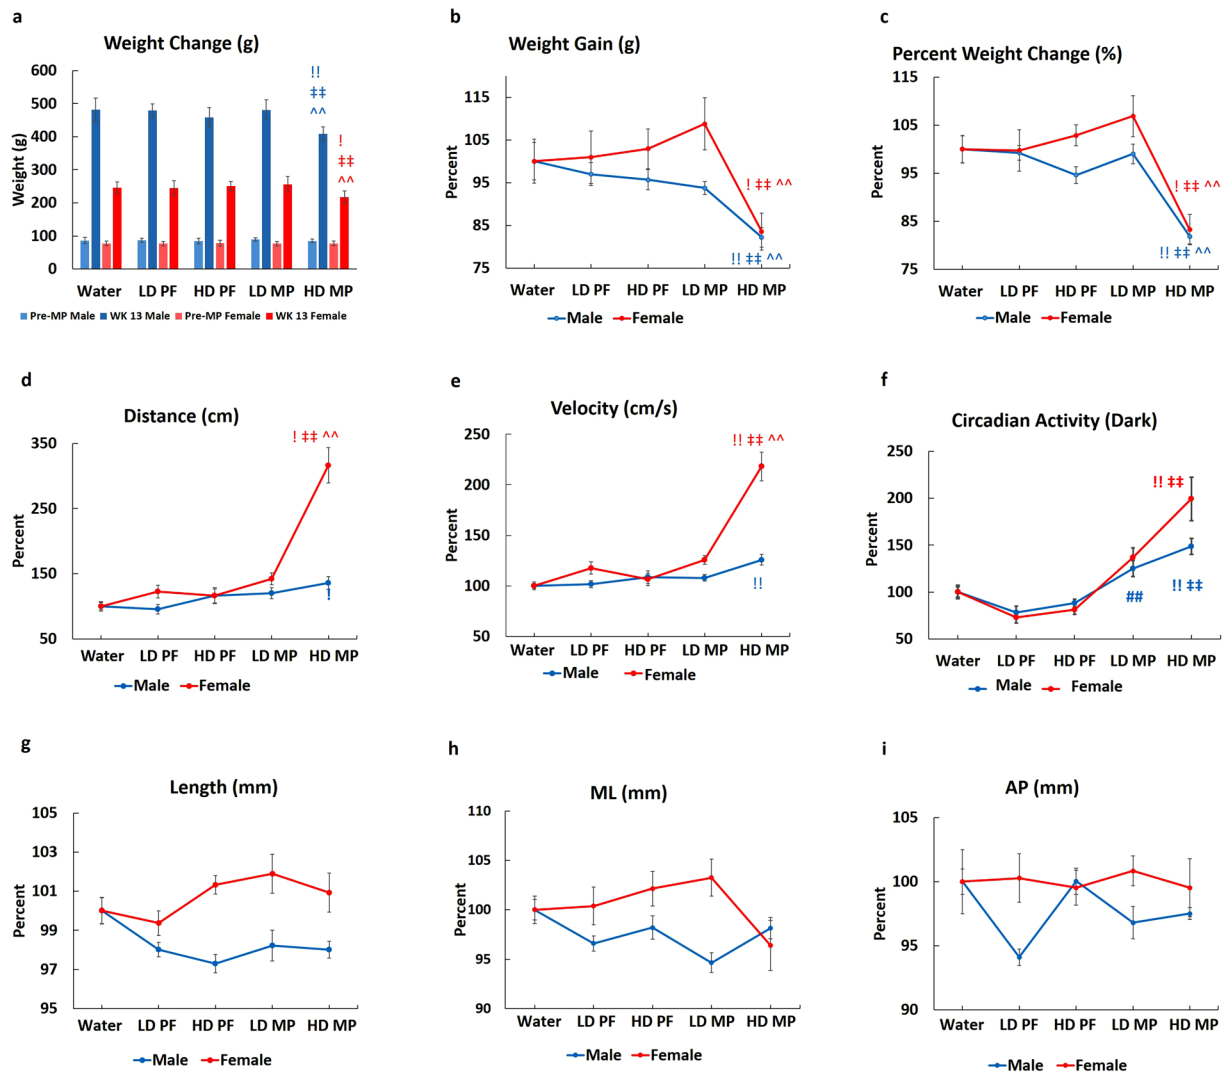 a
Weight Change (g)
600
500
400
300
200
100
0
Weight (g)
!!
‡‡
^^
!
‡‡
^^
Water LD PF HD PF LD MP HD MP
Pre-MP Male WK 13 Male Pre-MP Female WK 13 Female
b
Weight Gain (g)
115
105
95
85
75
Percent
! ‡‡ ^^
!! ‡‡ ^^
Water LD PF HD PF LD MP HD MP
Male Female
c
Percent Weight Change (%)
115
105
95
85
75
Percent
! ‡‡ ^^
!! ‡‡ ^^
Water LD PF HD PF LD MP HD MP
Male Female
d
Distance (cm)
350
250
150
50
Percent
! ‡‡ ^^
!
Water LD PF HD PF LD MP HD MP
Male Female
e
Velocity (cm/s)
250
200
150
100
50
Percent
!! ‡‡ ^^
!!
Water LD PF HD PF LD MP HD MP
Male Female
f
Circadian Activity (Dark)
250
200
150
100
50
Percent
!! ‡‡
##
!! ‡‡
Water LD PF HD PF LD MP HD MP
Male Female
g
Length (mm)
105
103
101
99
97
95
Percent
Water LD PF HD PF LD MP HD MP
Male Female
h
ML (mm)
110
105
100
95
90
Percent
Water LD PF HD PF LD MP HD MP
Male Female
i
AP (mm)
105
100
95
90
Percent
Water LD PF HD PF LD MP HD MP
Male Female